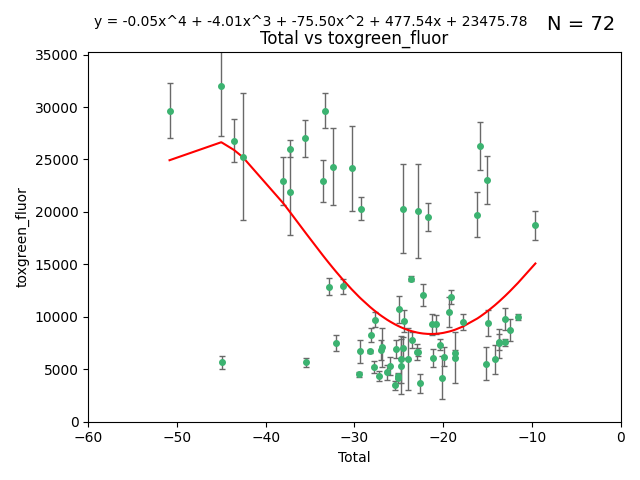 y = -0.05x^4 + -4.01x^3 + -75.50x^2 + 477.54x + 23475.78
N = 72
Total vs toxgreen_fluor
35000
30000
25000
20000
15000
10000
5000
0
toxgreen_fluor
−60 −50 −40 −30 −20 −10 0
Total